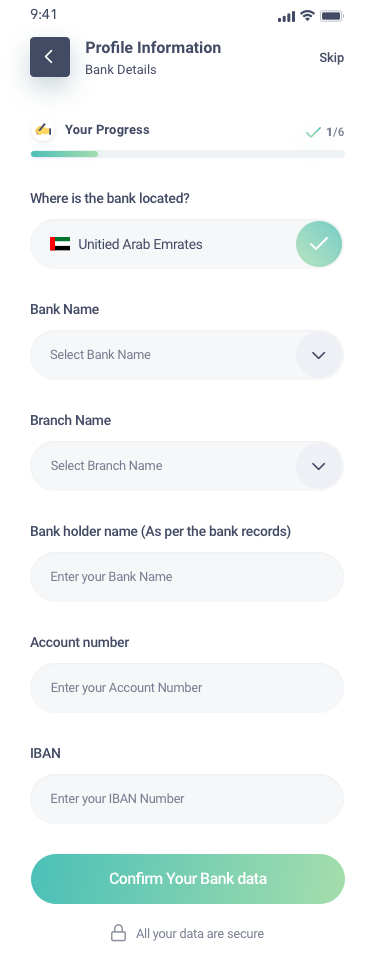 9:41
Profile Information
Bank Details
Skip
Your Progress
1/6
Where is the bank located?
Unitied Arab Emrates
Bank Name
Select Bank Name
Branch Name
Select Branch Name
Bank holder name (As per the bank records)
Enter your Bank Name
Account number
Enter your Account Number
IBAN
Enter your IBAN Number
Confirm Your Bank data
All your data are secure